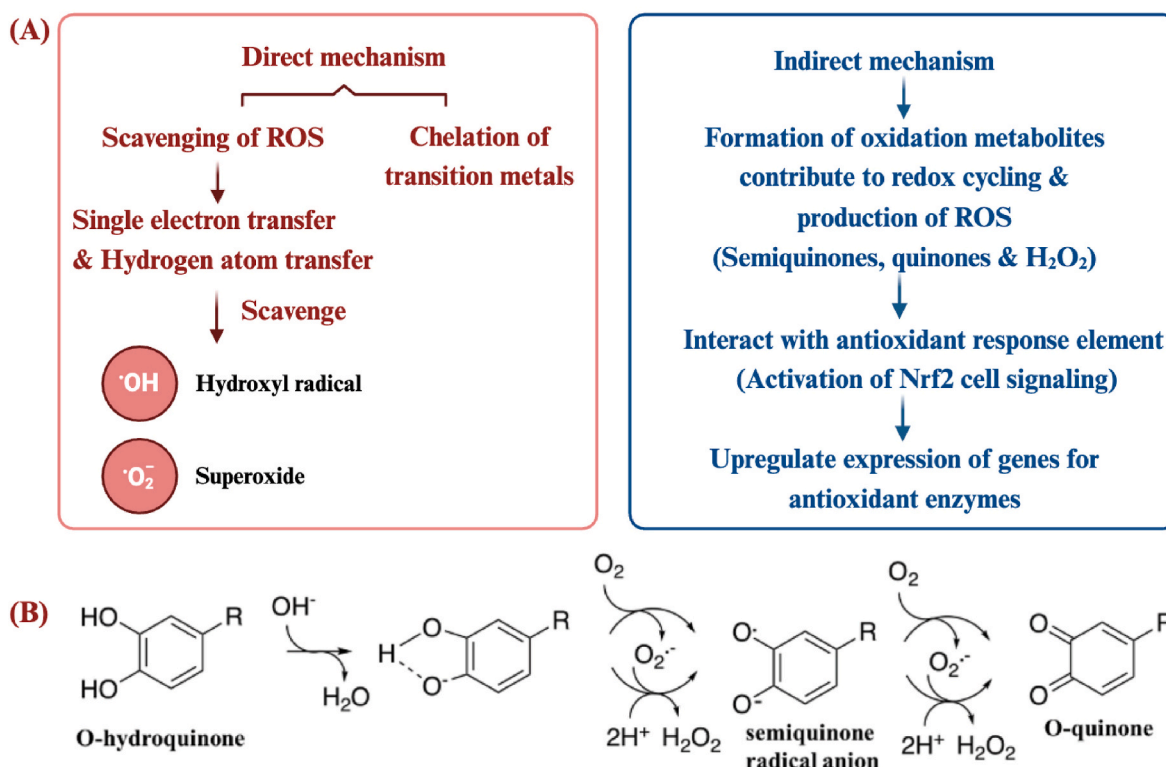 (A)
Direct mechanism
Scavenging of ROS
Chelation of
transition metals
Single electron transfer
& Hydrogen atom transfer
Scavenge
·OH
Hydroxyl radical
·O₂⁻
Superoxide
Indirect mechanism
Formation of oxidation metabolites
contribute to redox cycling &
production of ROS
(Semiquinones, quinones & H₂O₂)
Interact with antioxidant response element
(Activation of Nrf2 cell signaling)
Upregulate expression of genes for
antioxidant enzymes
(B)
HO
HO
R
O-hydroquinone
OH⁻
H₂O
H
O
O⁻
R
O₂
O₂·⁻
2H⁺ H₂O₂
O·
O⁻
R
semiquinone
radical anion
O₂
O₂·⁻
2H⁺ H₂O₂
O
O
R
O-quinone